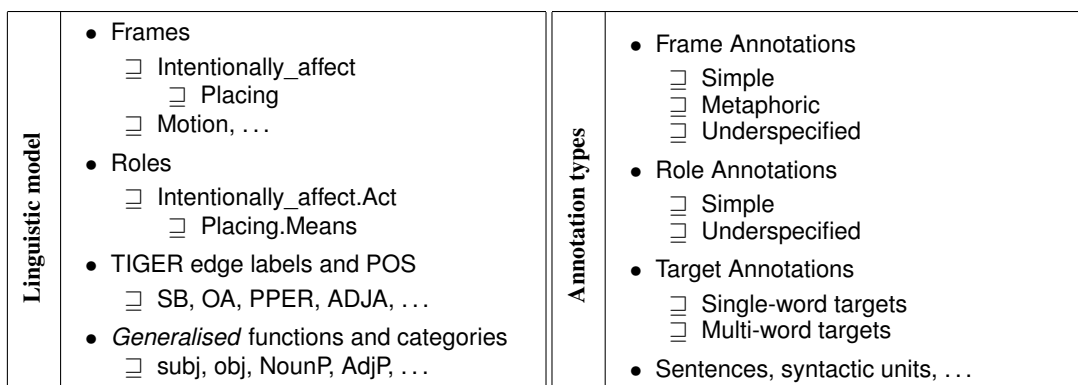 Linguistic model
• Frames
⊒ Intentionally_affect
⊒ Placing
⊒ Motion, . . .
• Roles
⊒ Intentionally_affect.Act
⊒ Placing.Means
• TIGER edge labels and POS
⊒ SB, OA, PPER, ADJA, . . .
• Generalised functions and categories
⊒ subj, obj, NounP, AdjP, . . .
Annotation types
• Frame Annotations
⊒ Simple
⊒ Metaphoric
⊒ Underspecified
• Role Annotations
⊒ Simple
⊒ Underspecified
• Target Annotations
⊒ Single-word targets
⊒ Multi-word targets
• Sentences, syntactic units, . . .